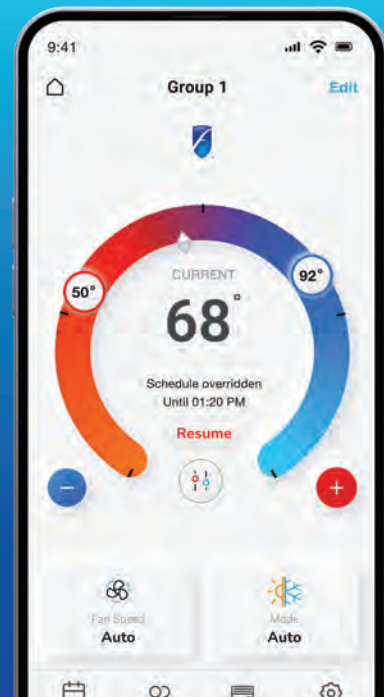 9:41
Group 1
Edit
CURRENT
50°
92°
68°
Schedule overridden
Until 01:20 PM
Resume
−
+
Fan Speed
Mode
Auto
Auto